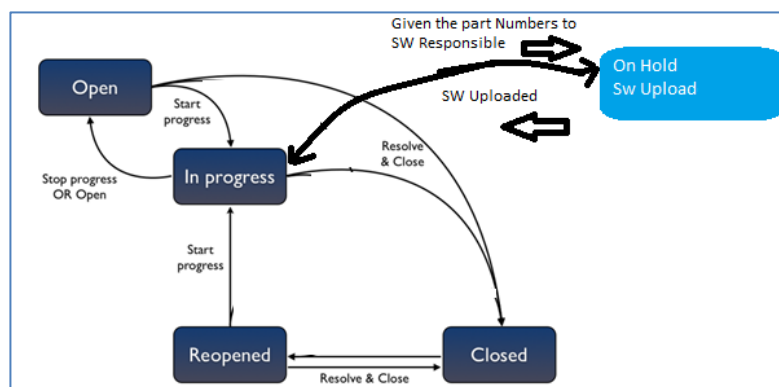 Given the part Numbers to
SW Responsible
On Hold
Sw Upload
Open
Start
progress
SW Uploaded
Resolve
& Close
Stop progress
OR Open
In progress
Start
progress
Reopened
Closed
Resolve & Close